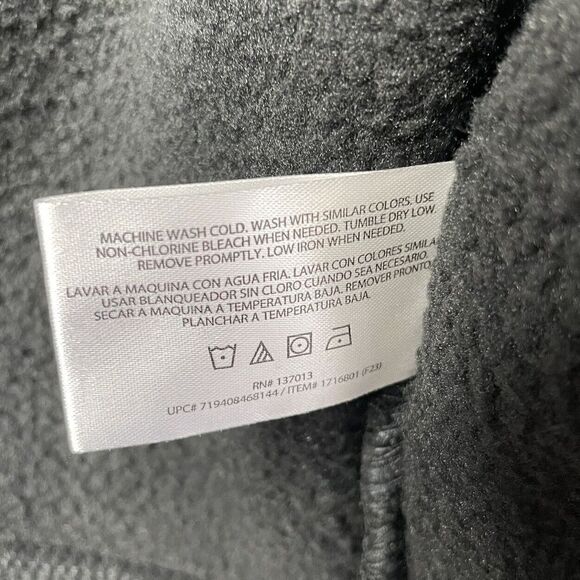 MACHINE WASH COLD. WASH WITH SIMILAR COLORS. USE
NON-CHLORINE BLEACH WHEN NEEDED. TUMBLE DRY LOW.
REMOVE PROMPTLY. LOW IRON WHEN NEEDED.
LAVAR A MAQUINA CON AGUA FRIA. LAVAR CON COLORES SIMILA
USAR BLANQUEADOR SIN CLORO CUANDO SEA NECESARIO.
SECAR A MAQUINA A TEMPERATURA BAJA. REMOVER PRONTO
PLANCHAR A TEMPERATURA BAJA.
RN# 137013
UPC# 719408468144 / ITEM# 1716801 (F23)